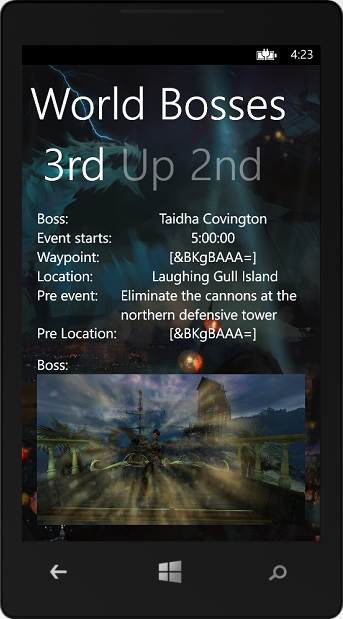 4:23
World Bosses
3rd Up 2nd
Boss: Taidha Covington
Event starts: 5:00:00
Waypoint: [&BKgBAAA=]
Location: Laughing Gull Island
Pre event: Eliminate the cannons at the
northern defensive tower
Pre Location: [&BKgBAAA=]
Boss: